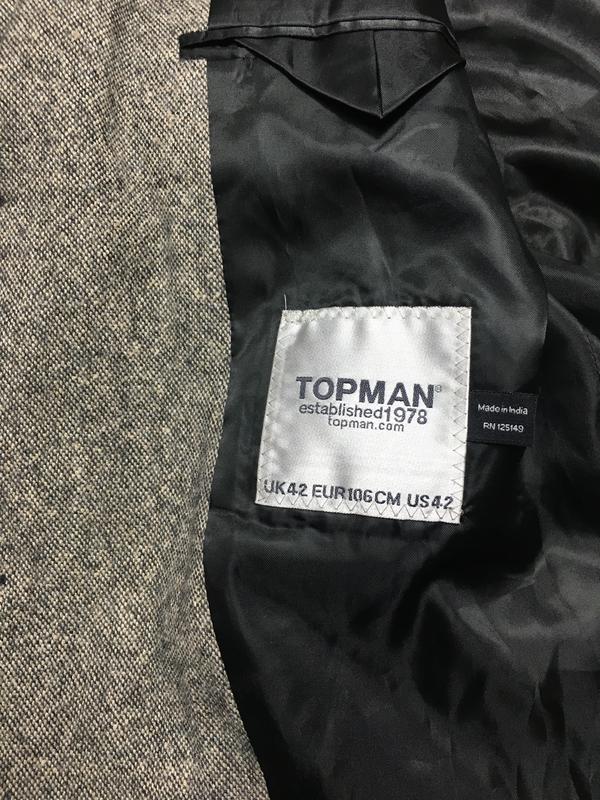 TOPMAN®
established1978
topman.com
UK42 EUR106CM US42
Made in India
RN 125149